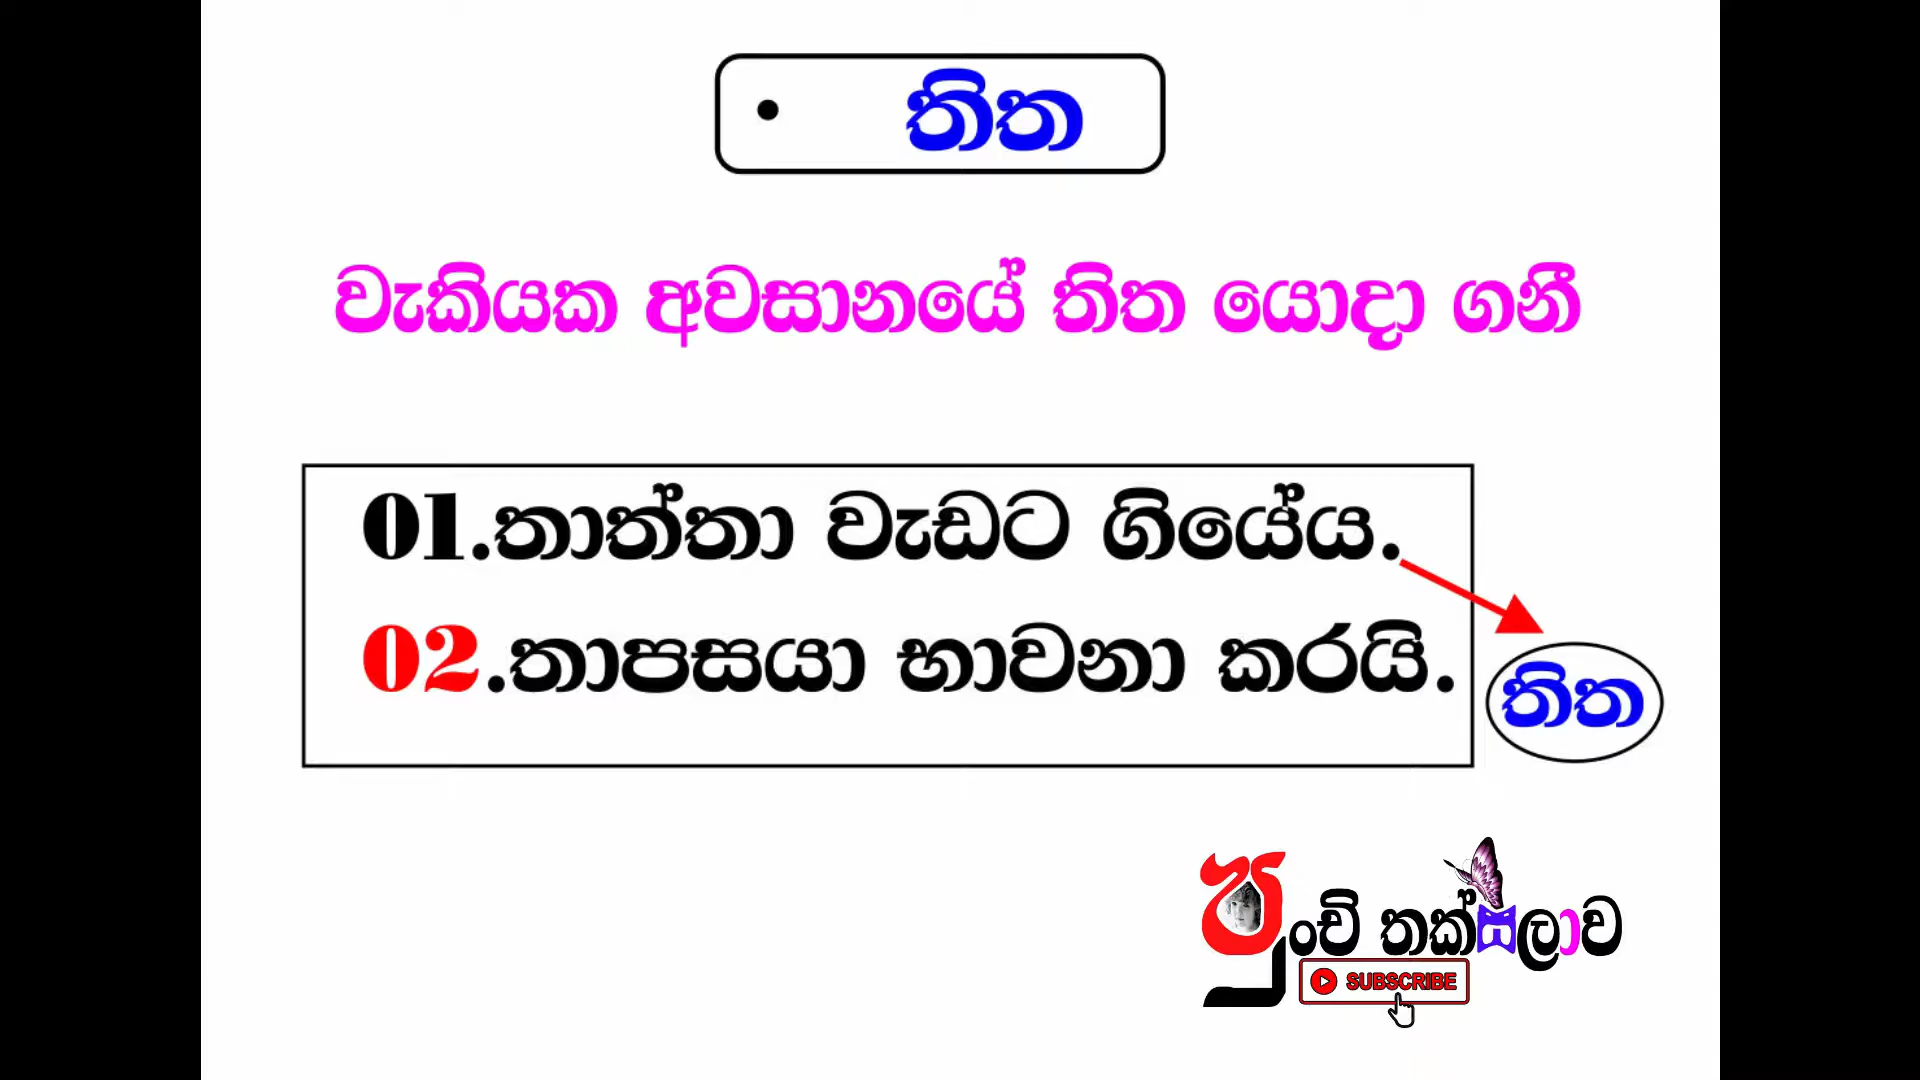 • තිත
වැකියක අවසානයේ තිත යොදා ගනී
01.තාත්තා වැඩට ගියේය.
02.තාපසයා භාවනා කරයි.
තිත
පුංචි තක්සලාව
SUBSCRIBE